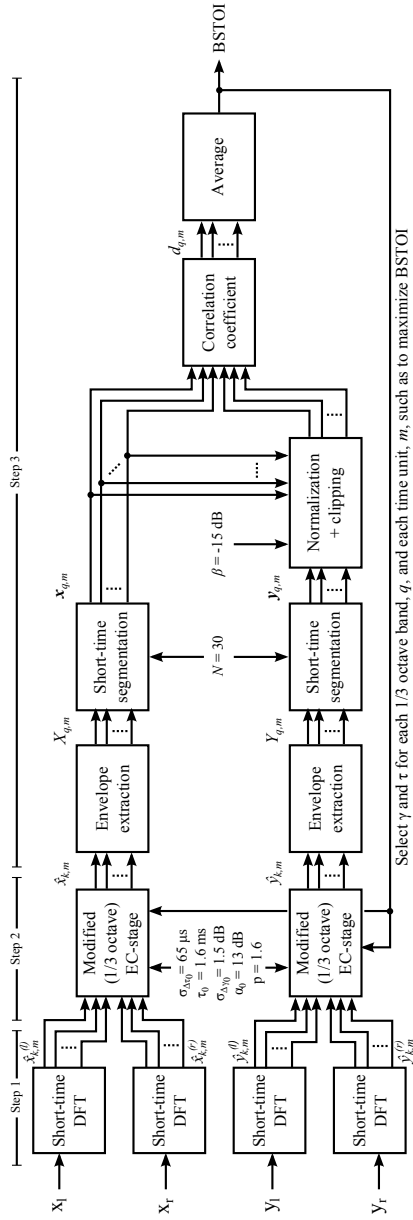 Step 1
Step 2
Step 3
x_l
Short-time
DFT
x̂_{k,m}^{(l)}
x_r
Short-time
DFT
x̂_{k,m}^{(r)}
Modified
(1/3 octave)
EC-stage
x̂_{k,m}
Envelope
extraction
X_{q,m}
Short-time
segmentation
x_{q,m}
σ_{Δτ0} = 65 μs
τ_0 = 1.6 ms
σ_{Δγ0} = 1.5 dB
α_0 = 13 dB
p = 1.6
N = 30
β = -15 dB
y_l
Short-time
DFT
ŷ_{k,m}^{(l)}
y_r
Short-time
DFT
ŷ_{k,m}^{(r)}
Modified
(1/3 octave)
EC-stage
ŷ_{k,m}
Envelope
extraction
Y_{q,m}
Short-time
segmentation
y_{q,m}
Normalization
+ clipping
Correlation
coefficient
d_{q,m}
Average
BSTOI
Select γ and τ for each 1/3 octave band, q, and each time unit, m, such as to maximize BSTOI